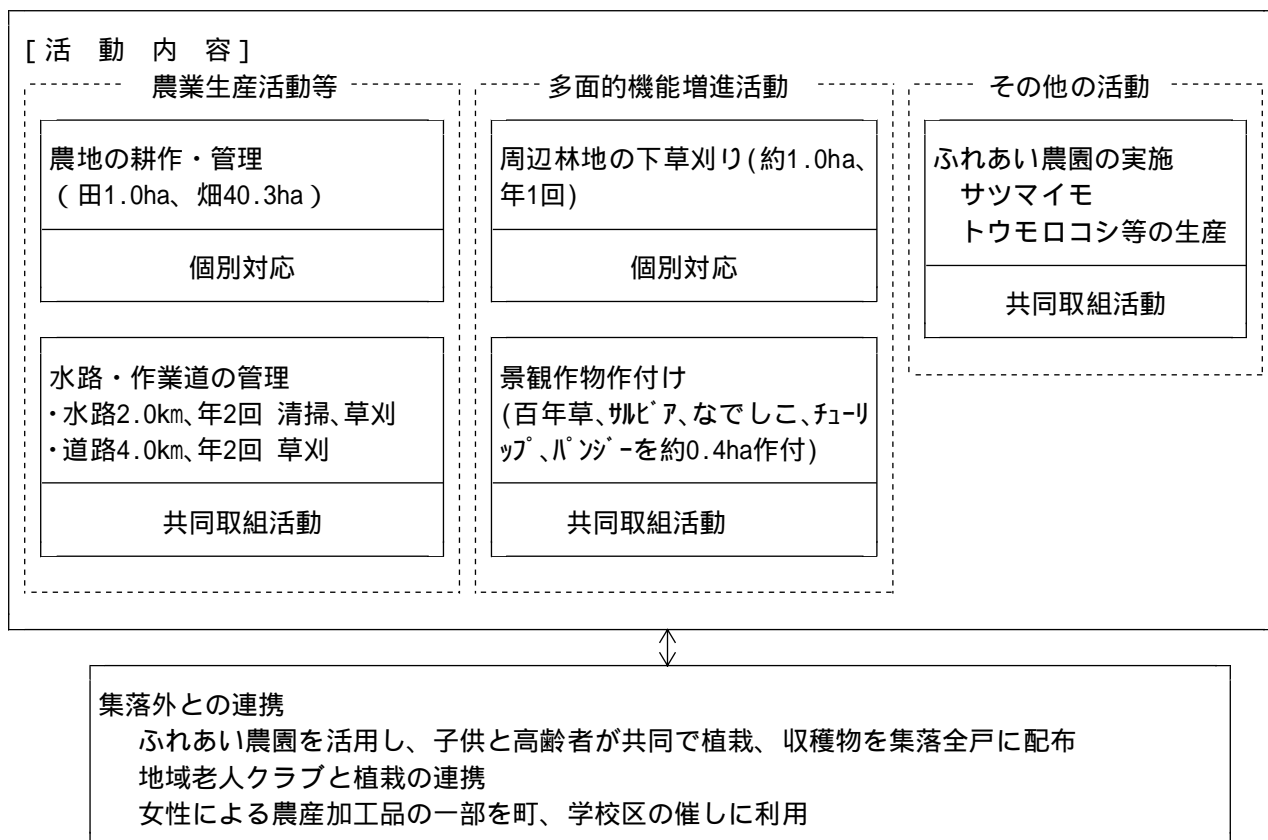 [活 動 内 容]
農業生産活動等
農地の耕作・管理
(田1.0ha、畑40.3ha)
個別対応
水路・作業道の管理
・水路2.0km、年2回 清掃、草刈
・道路4.0km、年2回 草刈
共同取組活動
多面的機能増進活動
周辺林地の下草刈り(約1.0ha、
年1回)
個別対応
景観作物作付け
(百年草、ｻﾙﾋﾞｱ、なでしこ、ﾁｭｰﾘ
ｯﾌﾟ、ﾊﾟﾝｼﾞｰを約0.4ha作付)
共同取組活動
その他の活動
ふれあい農園の実施
サツマイモ
トウモロコシ等の生産
共同取組活動
集落外との連携
ふれあい農園を活用し、子供と高齢者が共同で植栽、収穫物を集落全戸に配布
地域老人クラブと植栽の連携
女性による農産加工品の一部を町、学校区の催しに利用